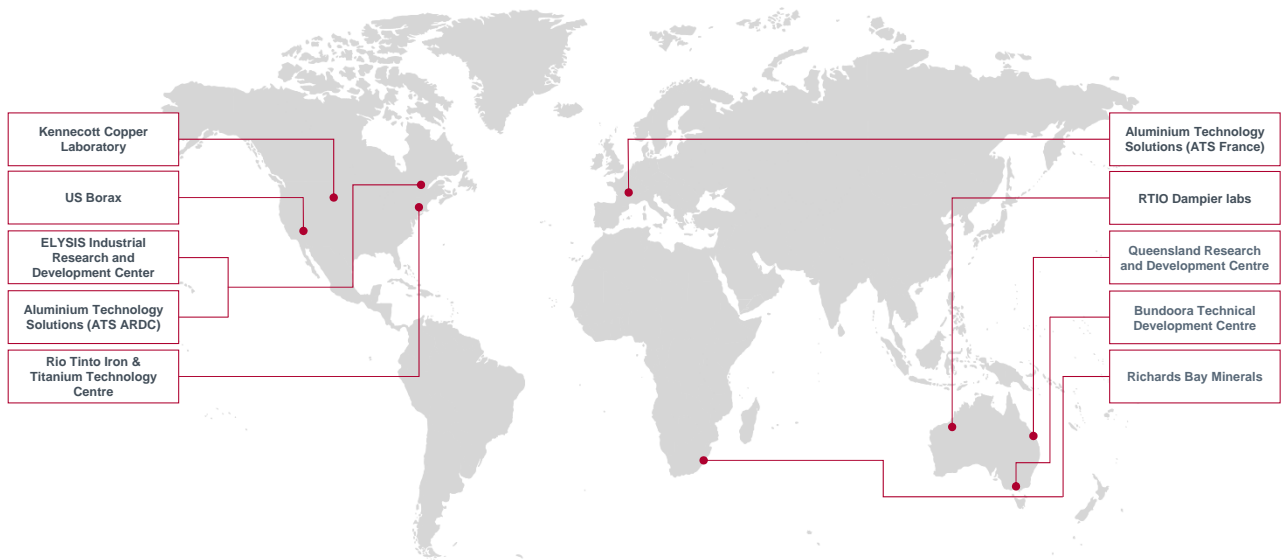 Kennecott Copper
Laboratory
US Borax
ELYSIS Industrial
Research and
Development Center
Aluminium Technology
Solutions (ATS ARDC)
Rio Tinto Iron &
Titanium Technology
Centre
Aluminium Technology
Solutions (ATS France)
RTIO Dampier labs
Queensland Research
and Development Centre
Bundoora Technical
Development Centre
Richards Bay Minerals